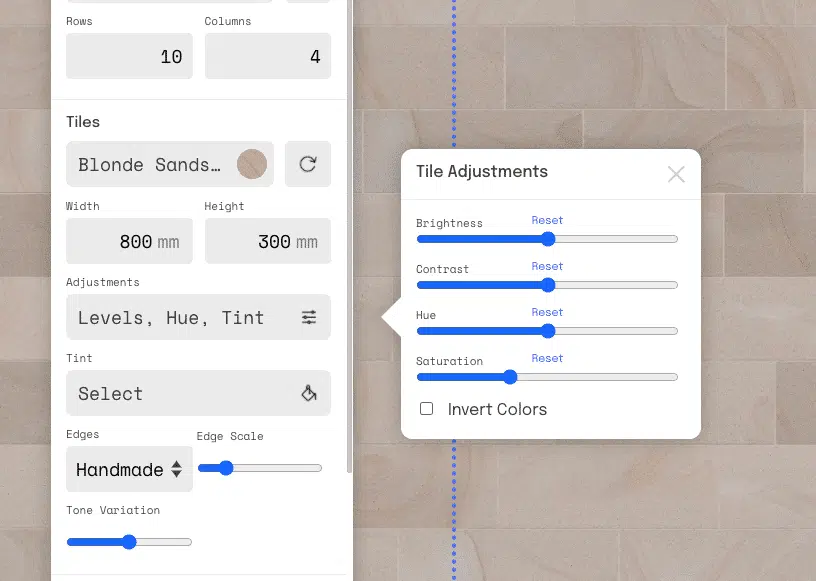 Rows Columns
10 4
Tiles
Blonde Sands…
Width Height
800 mm 300 mm
Adjustments
Levels, Hue, Tint
Tint
Select
Edges Edge Scale
Handmade
Tone Variation
Tile Adjustments
Brightness Reset
Contrast Reset
Hue Reset
Saturation Reset
Invert Colors